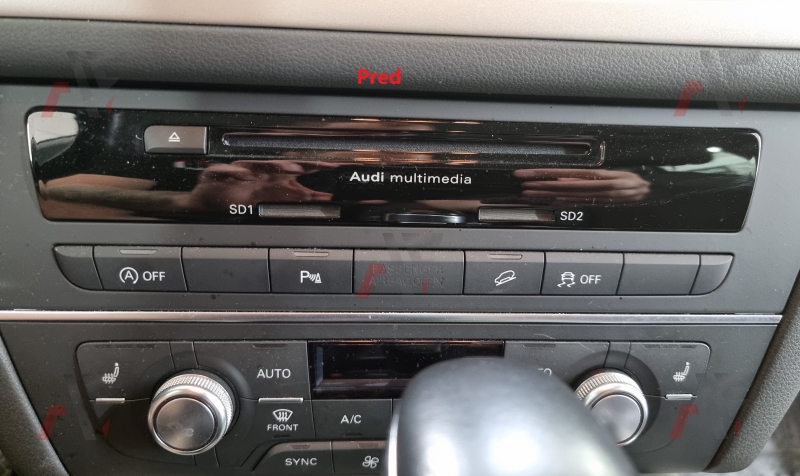 Pred
Audi multimedia
SD1 SD2
A OFF P OFF
AUTO
FRONT A/C
SYNC